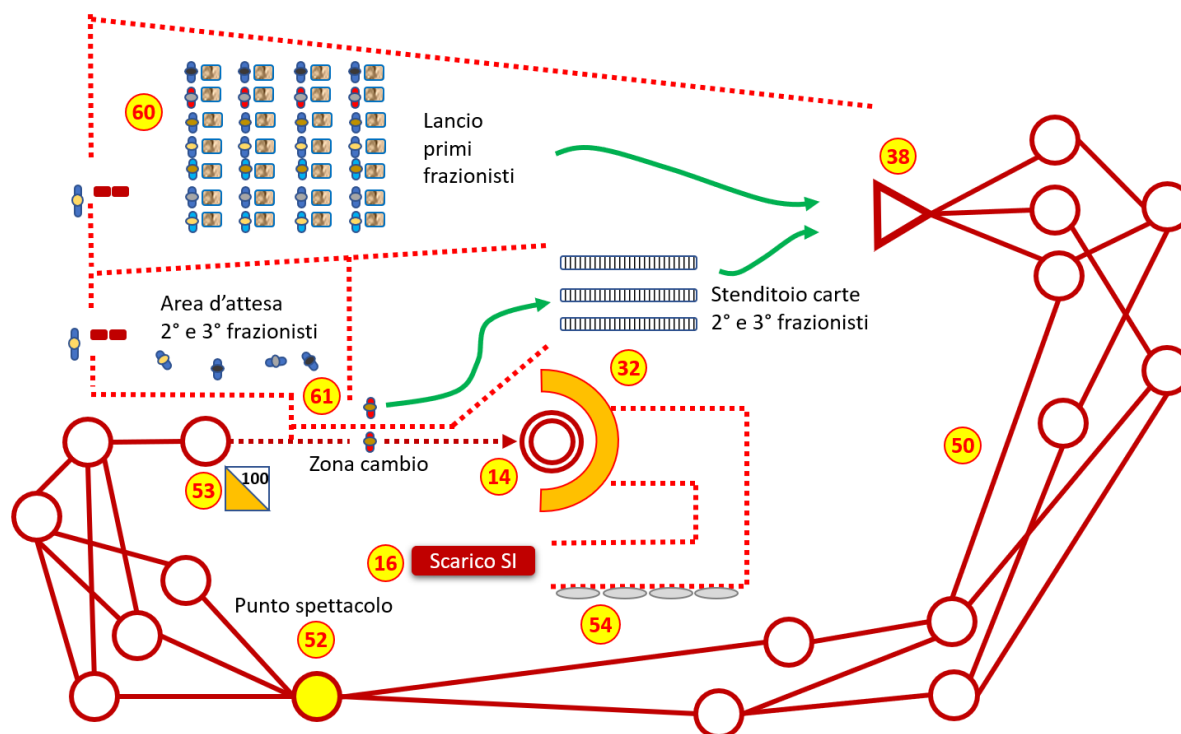 60
Lancio
primi
frazionisti
38
Area d'attesa
2° e 3° frazionisti
Stenditoio carte
2° e 3° frazionisti
32
61
Zona cambio
14
50
53
100
16
Scarico SI
Punto spettacolo
52
54